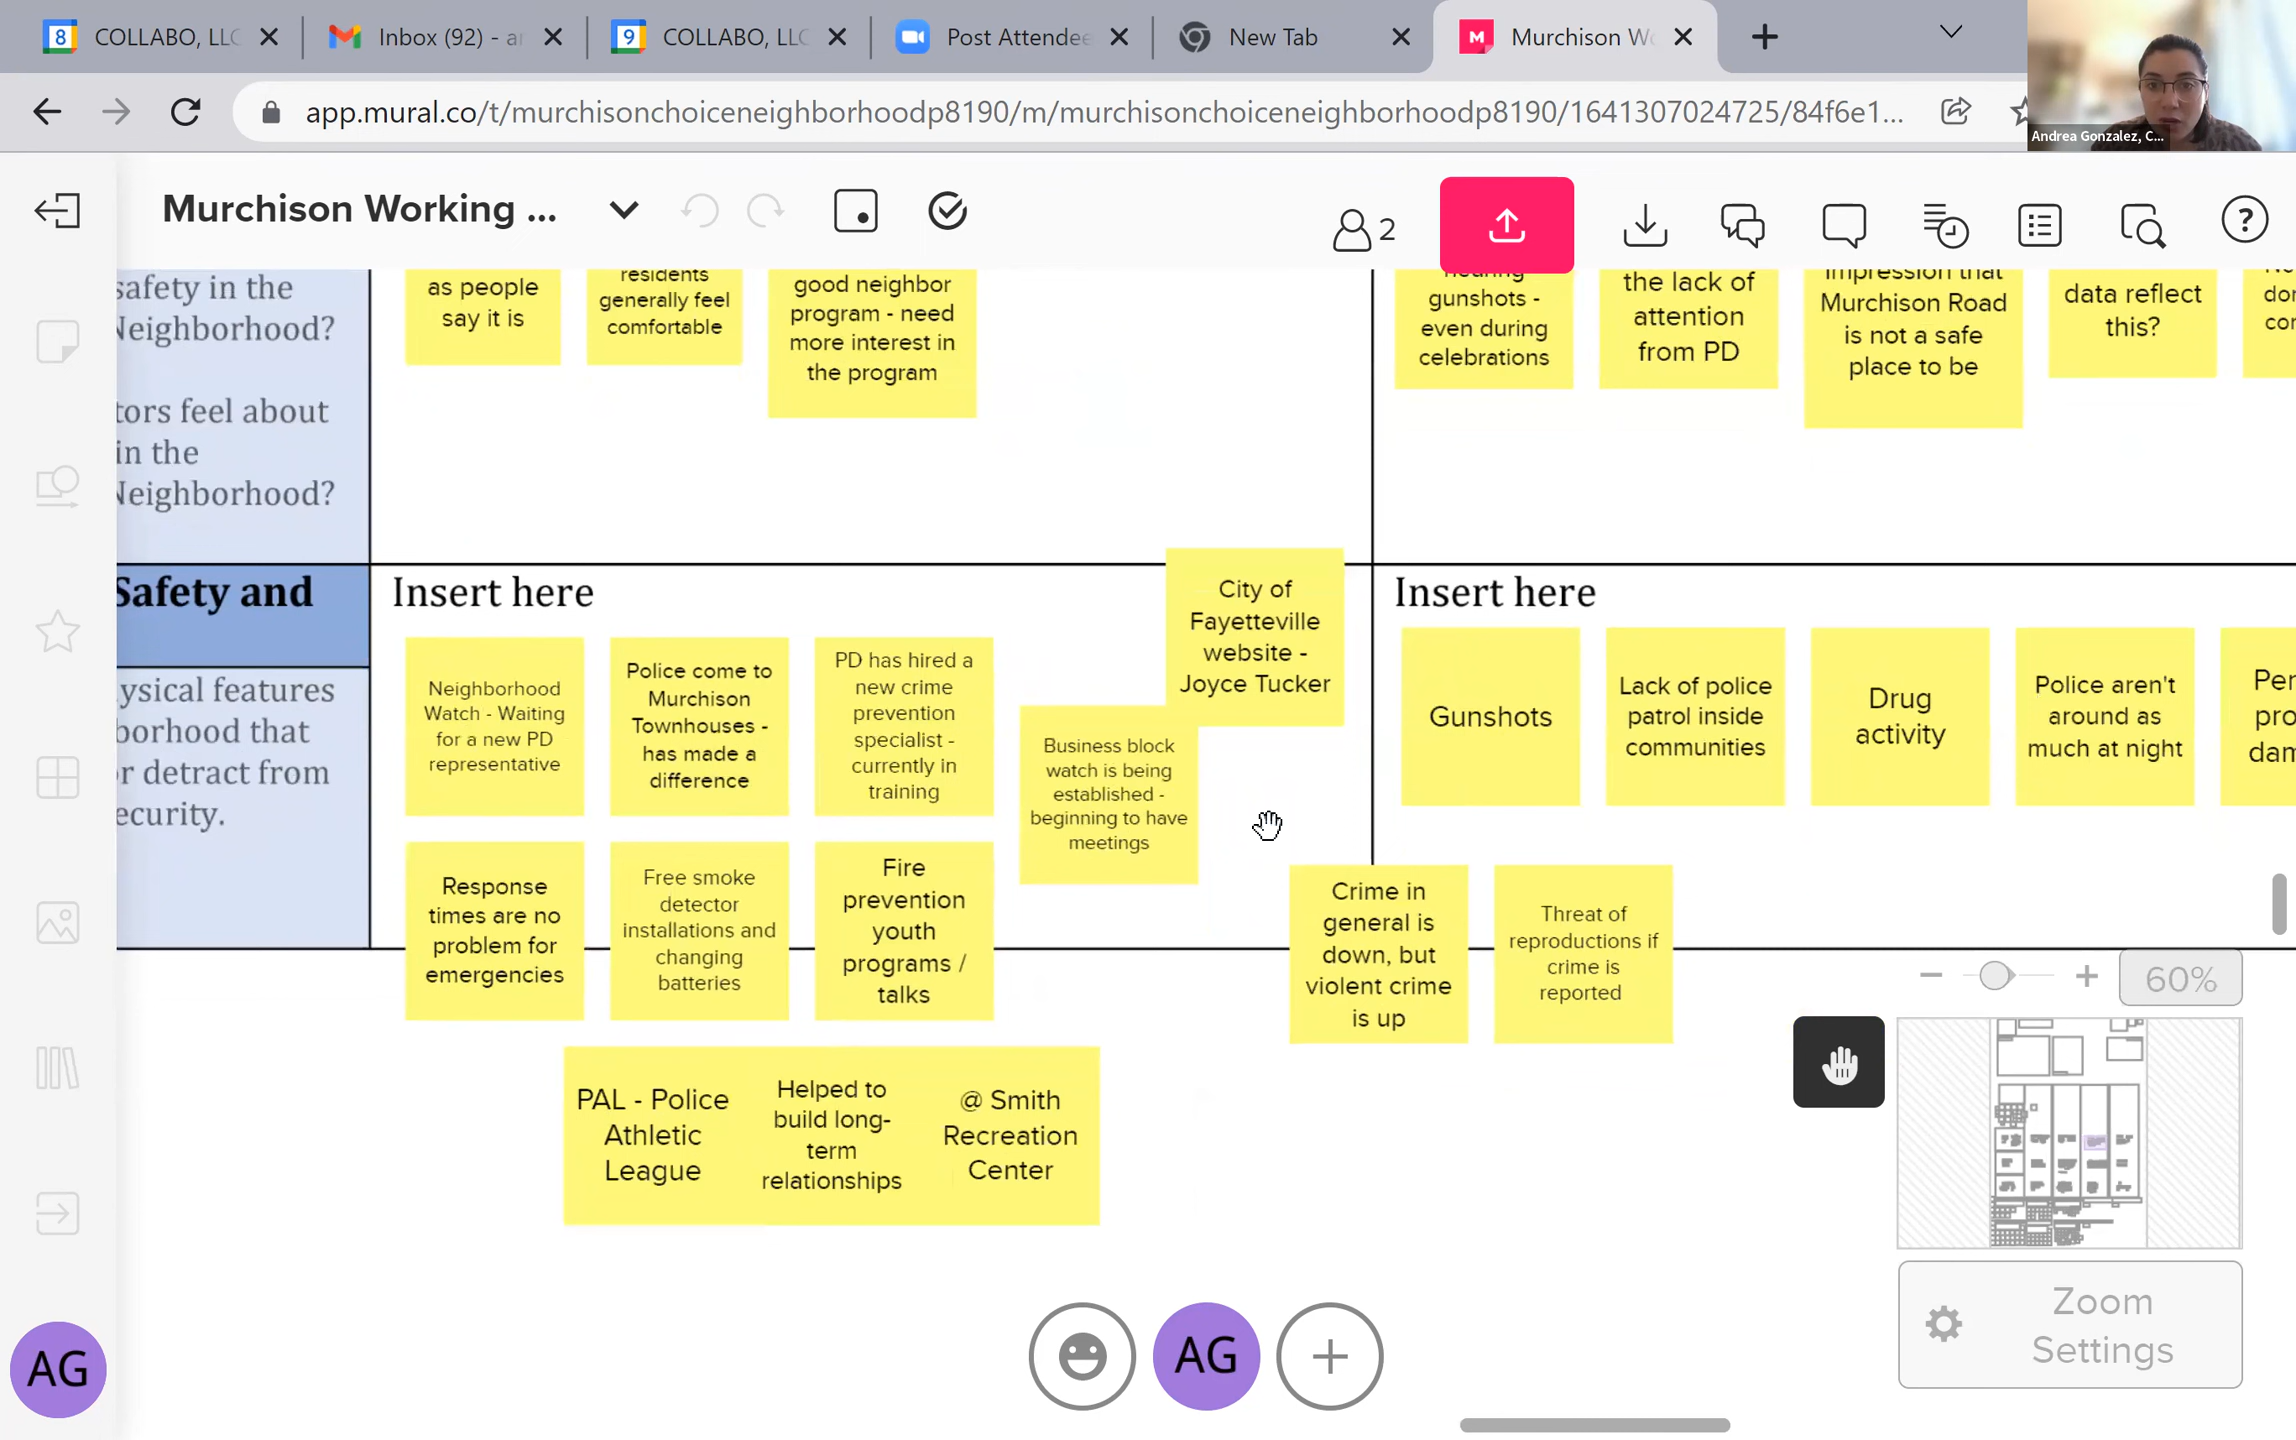 8 COLLABO, LLC
Inbox (92) - ar
9 COLLABO, LLC
Post Attendee
New Tab
M Murchison Wo
app.mural.co/t/murchisonchoiceneighborhoodp8190/m/murchisonchoiceneighborhoodp8190/1641307024725/84f6e1...
Andrea Gonzalez, C...
Murchison Working ...
2
?
safety in the
Neighborhood?
tors feel about
in the
Neighborhood?
as people
say it is
residents
generally feel
comfortable
good neighbor
program - need
more interest in
the program
hearing
gunshots -
even during
celebrations
the lack of
attention
from PD
impression that
Murchison Road
is not a safe
place to be
data reflect
this?
Safety and
ysical features
borhood that
or detract from
ecurity.
Insert here
Neighborhood
Watch - Waiting
for a new PD
representative
Police come to
Murchison
Townhouses -
has made a
difference
PD has hired a
new crime
prevention
specialist -
currently in
training
Business block
watch is being
established -
beginning to have
meetings
City of
Fayetteville
website -
Joyce Tucker
Response
times are no
problem for
emergencies
Free smoke
detector
installations and
changing
batteries
Fire
prevention
youth
programs /
talks
PAL - Police
Athletic
League
Helped to
build long-
term
relationships
@ Smith
Recreation
Center
Insert here
Gunshots
Lack of police
patrol inside
communities
Drug
activity
Police aren't
around as
much at night
Per
pro
dam
Crime in
general is
down, but
violent crime
is up
Threat of
reproductions if
crime is
reported
60%
Zoom
Settings
AG
AG